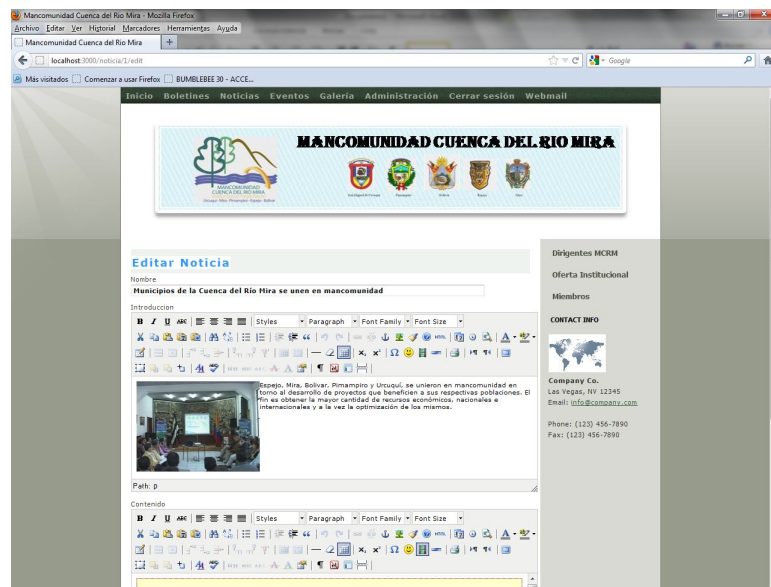 Mancomunidad Cuenca del Rio Mira - Mozilla Firefox
Archivo Editar Ver Historial Marcadores Herramientas Ayuda
Mancomunidad Cuenca del Rio Mira
localhost:3000/noticia/1/edit
Google
Más visitados Comenzar a usar Firefox BUMBLEBEE 30 - ACCE...
Inicio Boletines Noticias Eventos Galería Administración Cerrar sesión Webmail
MANCOMUNIDAD CUENCA DEL RIO MIRA
MANCOMUNIDAD
CUENCA DEL RIO MIRA
Editar Noticia
Nombre
Municipios de la Cuenca del Río Mira se unen en mancomunidad
Introduccion
B I U ABC Styles Paragraph Font Family Font Size
HTML
Espejo, Mira, Bolivar, Pimampiro y Urcuquí, se unieron en mancomunidad en
torno al desarrollo de proyectos que beneficien a sus respectivas poblaciones. El
fin es obtener la mayor cantidad de recursos económicos, nacionales e
internacionales y a la vez la optimización de los mismos.
Path: p
Contenido
B I U ABC Styles Paragraph Font Family Font Size
HTML
Dirigentes MCRM
Oferta Institucional
Miembros
CONTACT INFO
Company Co.
Las Vegas, NV 12345
Email: info@company.com
Phone: (123) 456-7890
Fax: (123) 456-7890